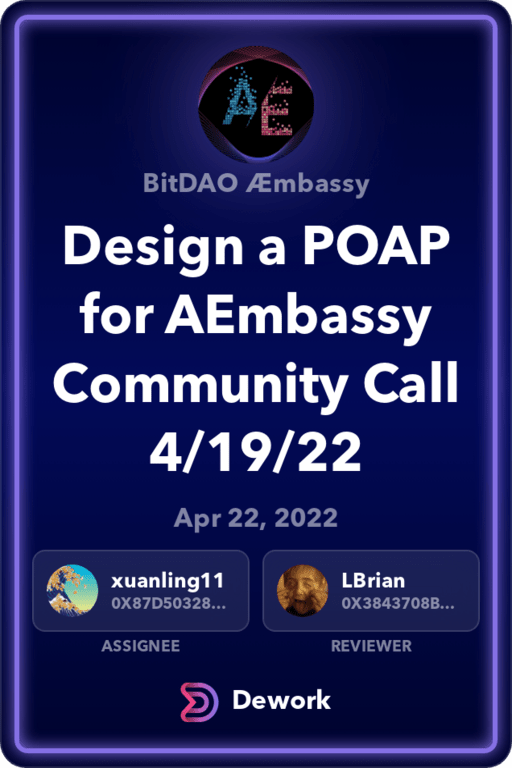 AE
BitDAO Æmbassy
Design a POAP
for AEmbassy
Community Call
4/19/22
Apr 22, 2022
xuanling11
0X87D50328...
ASSIGNEE
LBrian
0X3843708B...
REVIEWER
Dework